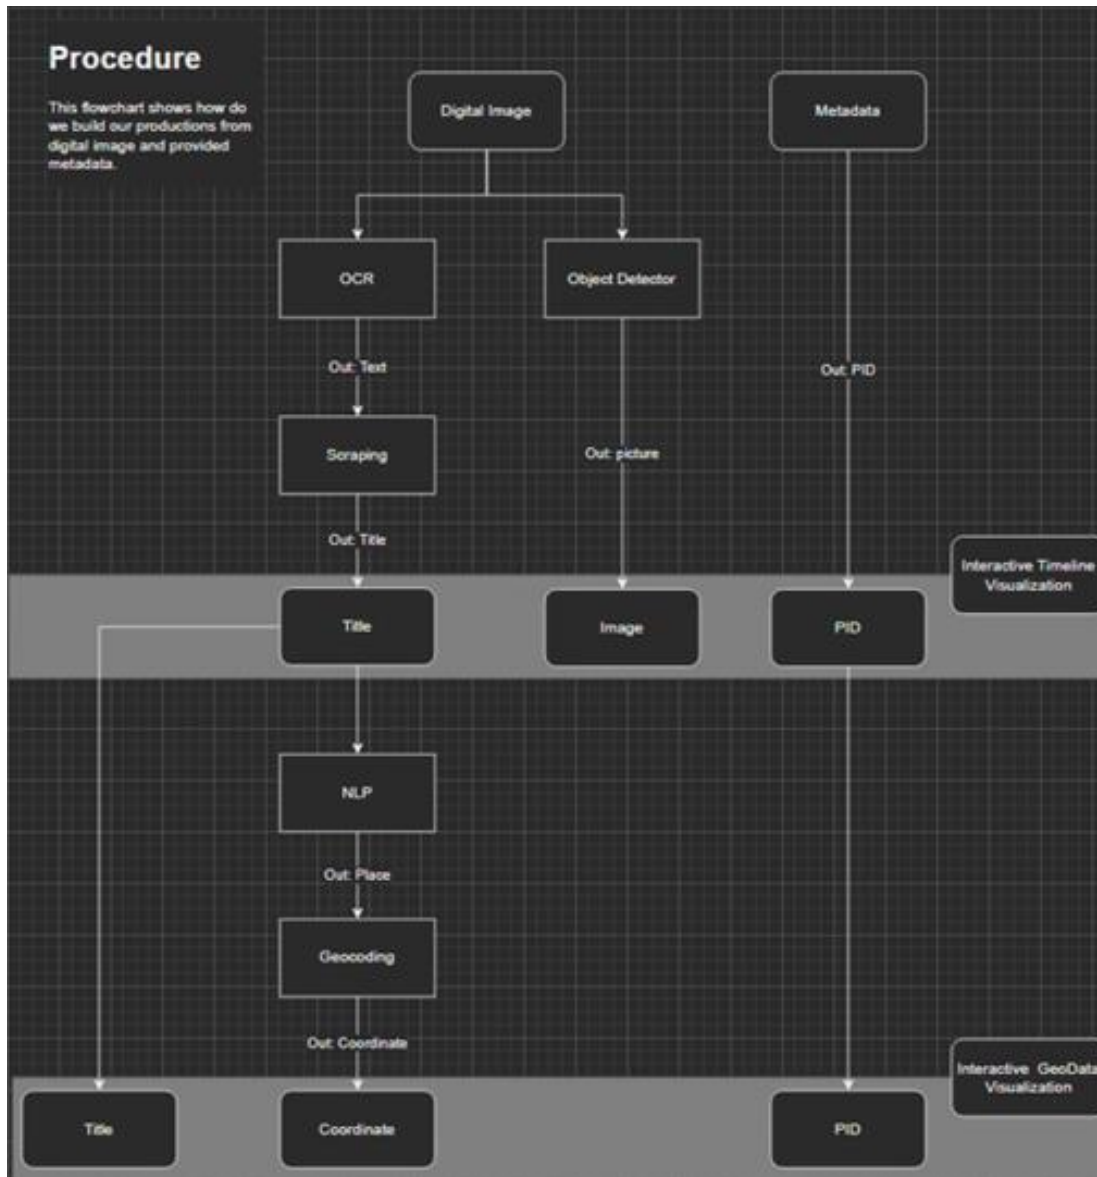 Procedure
This flowchart shows how do
we build our productions from
digital image and provided
metadata.
Digital Image
Metadata
OCR
Object Detector
Out: Text
Out: PID
Scraping
Out: picture
Out: Title
Interactive Timeline
Visualization
Title
Image
PID
NLP
Out: Place
Geocoding
Out: Coordinate
Interactive GeoData
Visualization
Title
Coordinate
PID